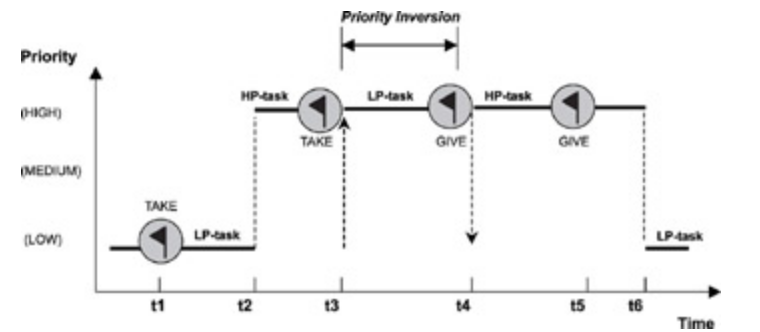 Priority Inversion
Priority
HP-task LP-task HP-task
(HIGH)
TAKE GIVE GIVE
(MEDIUM)
TAKE
(LOW) LP-task LP-task
t1 t2 t3 t4 t5 t6
Time